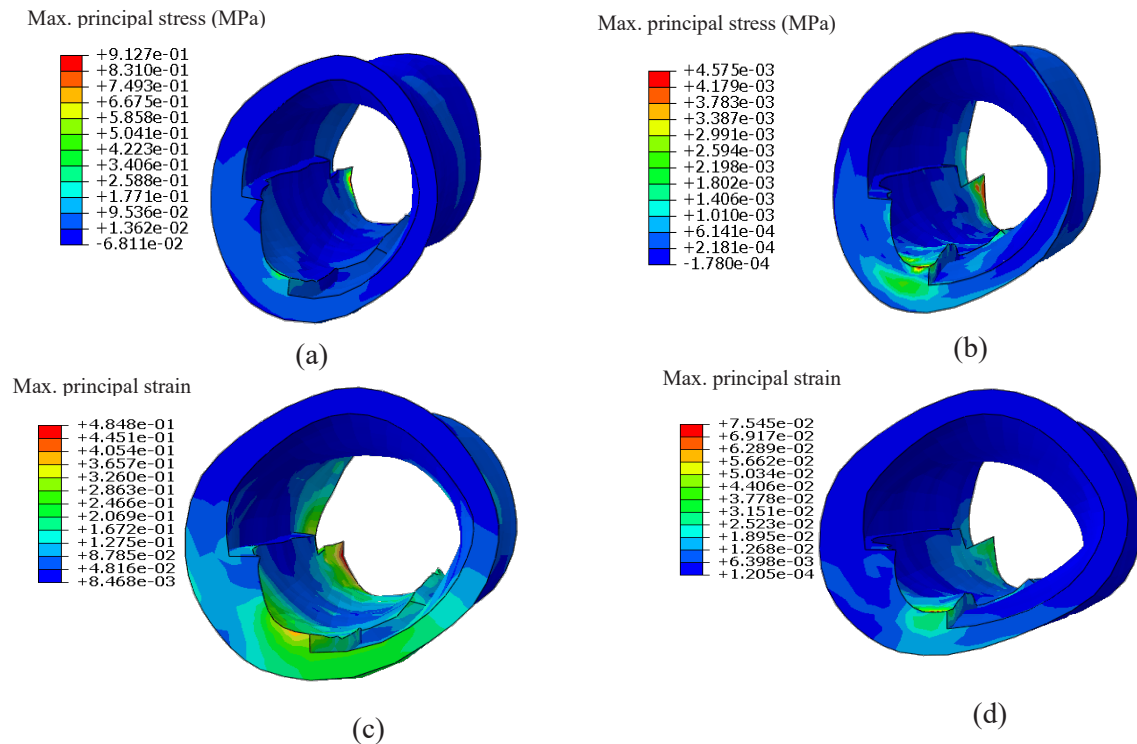 Max. principal stress (MPa)
+9.127e-01
+8.310e-01
+7.493e-01
+6.675e-01
+5.858e-01
+5.041e-01
+4.223e-01
+3.406e-01
+2.588e-01
+1.771e-01
+9.536e-02
+1.362e-02
-6.811e-02
(a)
Max. principal stress (MPa)
+4.575e-03
+4.179e-03
+3.783e-03
+3.387e-03
+2.991e-03
+2.594e-03
+2.198e-03
+1.802e-03
+1.406e-03
+1.010e-03
+6.141e-04
+2.181e-04
-1.780e-04
(b)
Max. principal strain
+4.848e-01
+4.451e-01
+4.054e-01
+3.657e-01
+3.260e-01
+2.863e-01
+2.466e-01
+2.069e-01
+1.672e-01
+1.275e-01
+8.785e-02
+4.816e-02
+8.468e-03
(c)
Max. principal strain
+7.545e-02
+6.917e-02
+6.289e-02
+5.662e-02
+5.034e-02
+4.406e-02
+3.778e-02
+3.151e-02
+2.523e-02
+1.895e-02
+1.268e-02
+6.398e-03
+1.205e-04
(d)